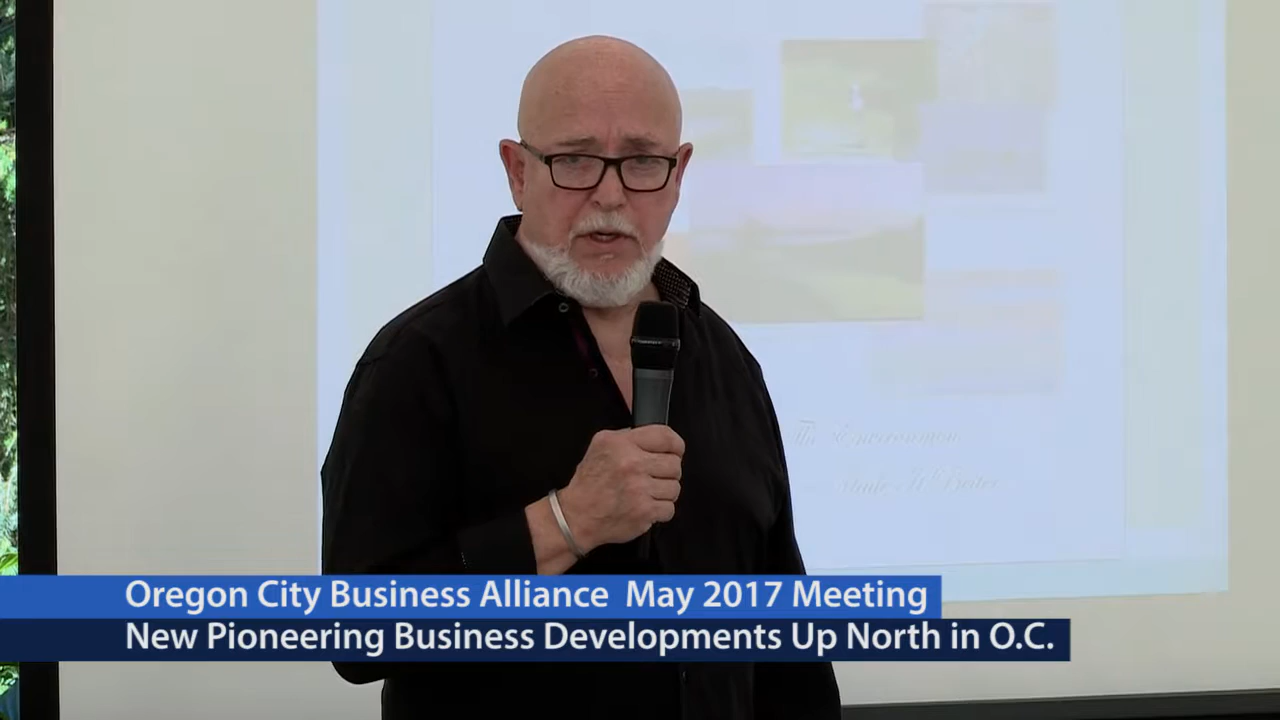 Oregon City Business Alliance  May 2017 Meeting
New Pioneering Business Developments Up North in O.C.